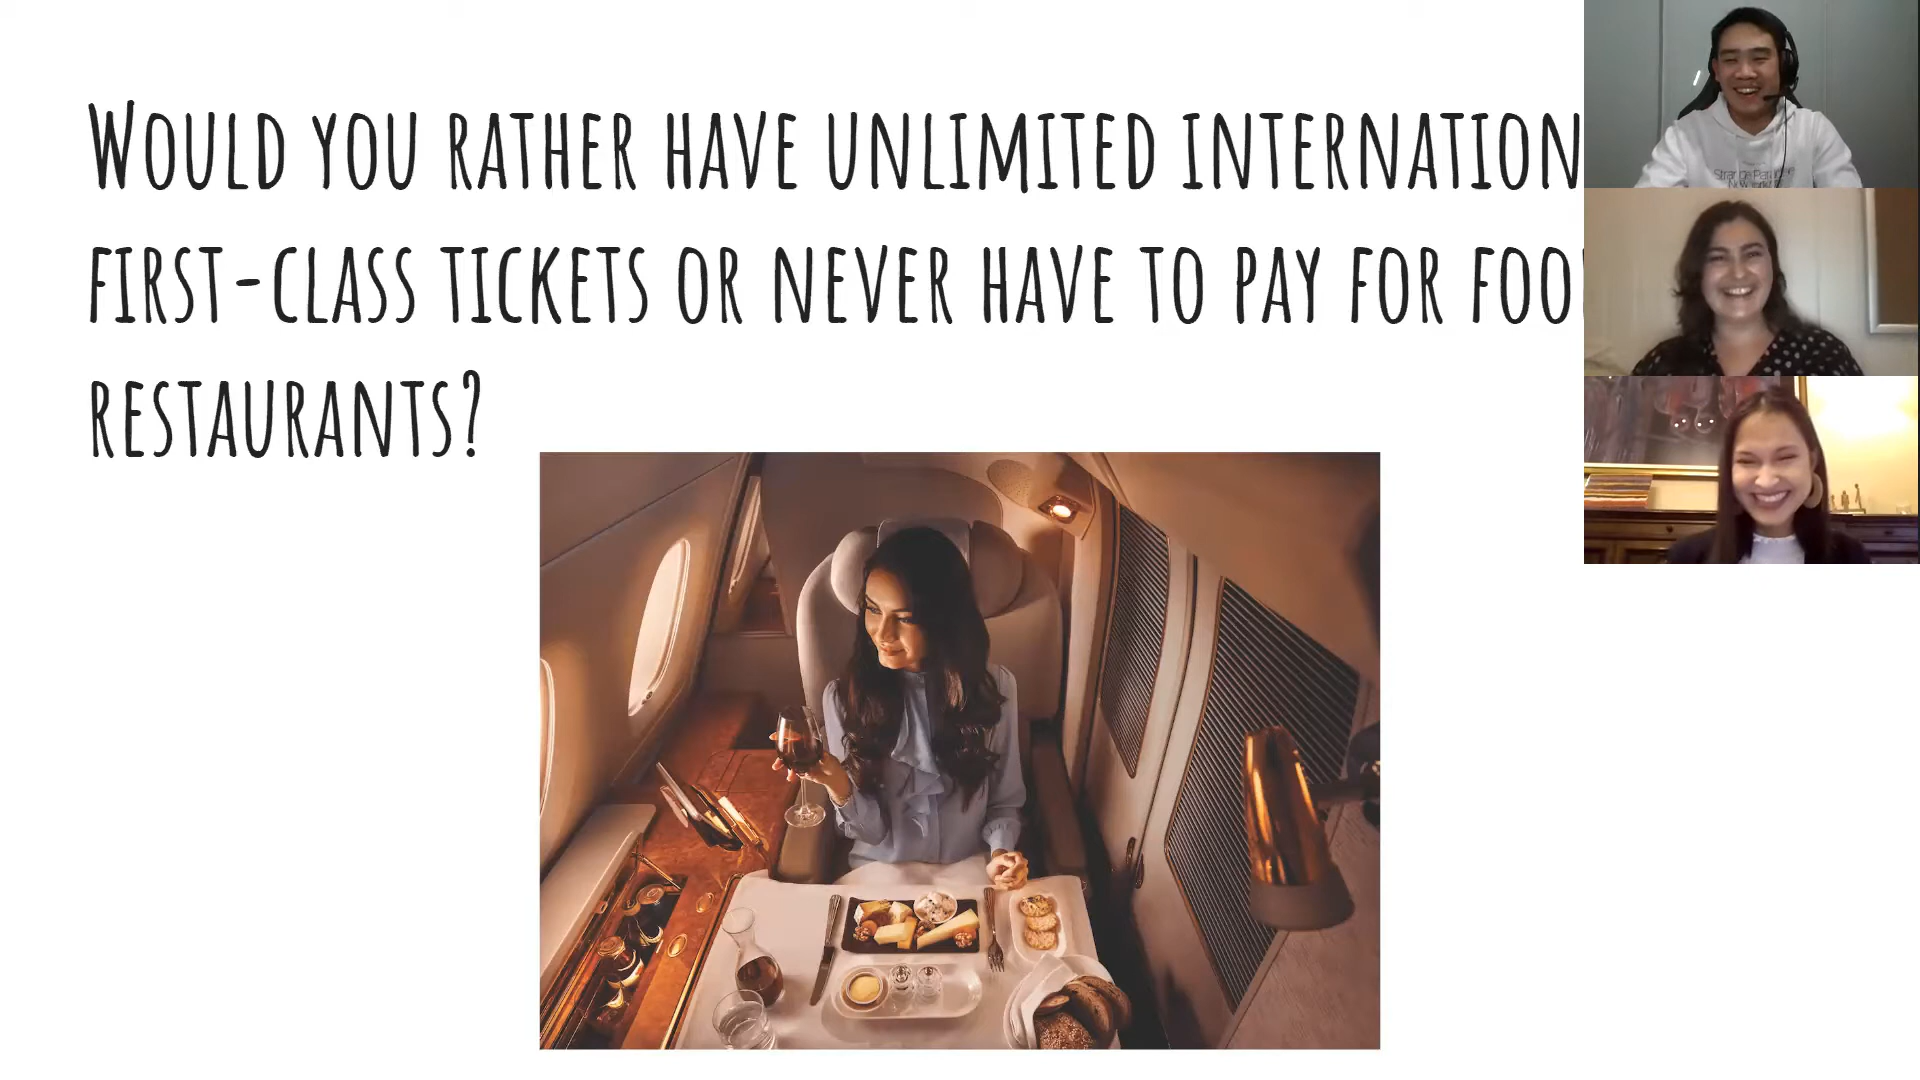 Would you rather have unlimited internation
first-class tickets or never have to pay for foo
restaurants?